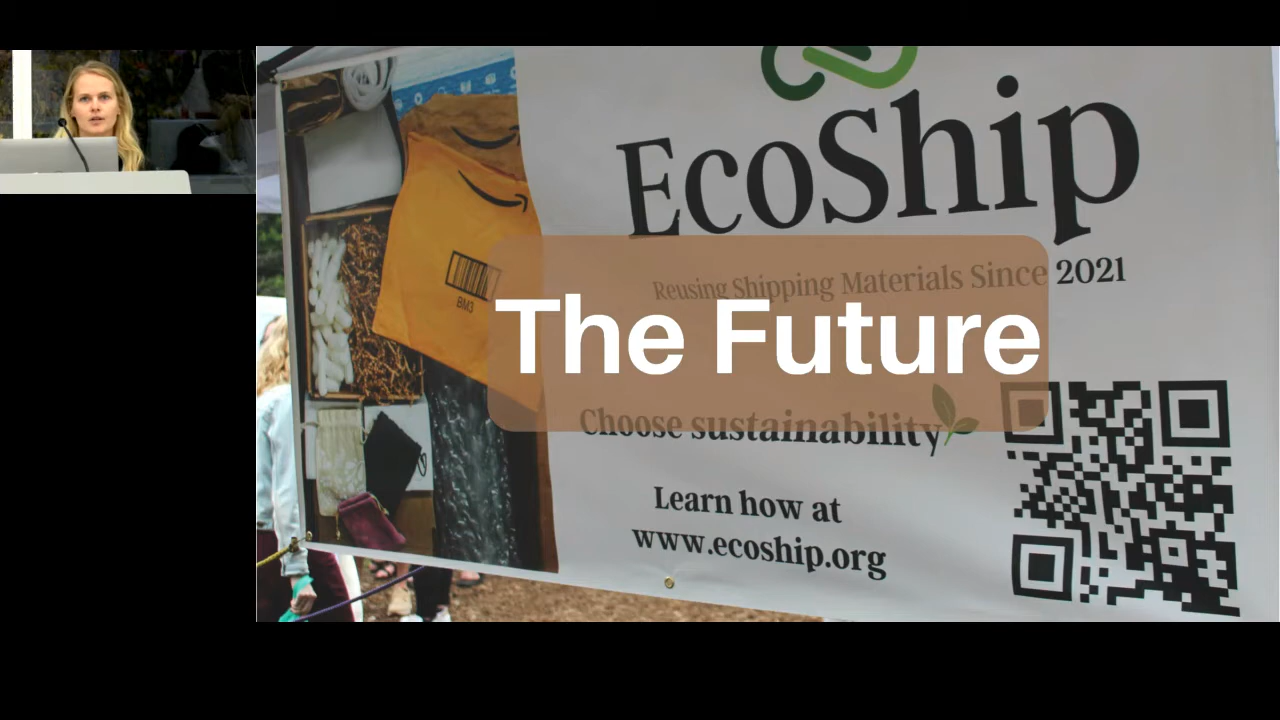 EcoShip
Reusing Shipping Materials Since 2021
BM3
The Future
Choose sustainability
Learn how at
www.ecoship.org